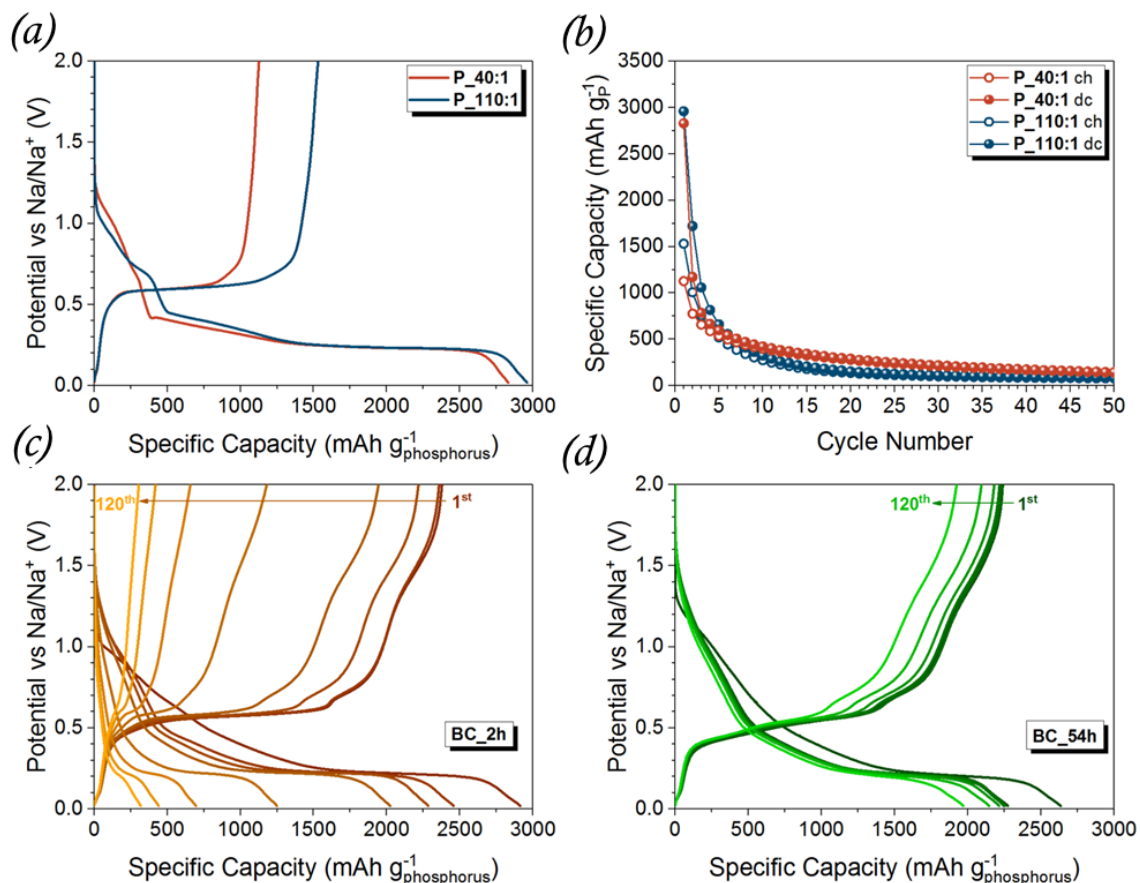 (a)
2.0
1.5
1.0
0.5
0.0
Potential vs Na/Na⁺ (V)
P_40:1
P_110:1
0 500 1000 1500 2000 2500 3000
Specific Capacity (mAh g⁻¹phosphorus)
(b)
3500
3000
2500
2000
1500
1000
500
0
Specific Capacity (mAh g⁻¹P)
P_40:1 ch
P_40:1 dc
P_110:1 ch
P_110:1 dc
0 5 10 15 20 25 30 35 40 45 50
Cycle Number
(c)
2.0
1.5
1.0
0.5
0.0
Potential vs Na/Na⁺ (V)
120th
1st
BC_2h
0 500 1000 1500 2000 2500 3000
Specific Capacity (mAh g⁻¹phosphorus)
(d)
2.0
1.5
1.0
0.5
0.0
Potential vs Na/Na⁺ (V)
120th
1st
BC_54h
0 500 1000 1500 2000 2500 3000
Specific Capacity (mAh g⁻¹phosphorus)